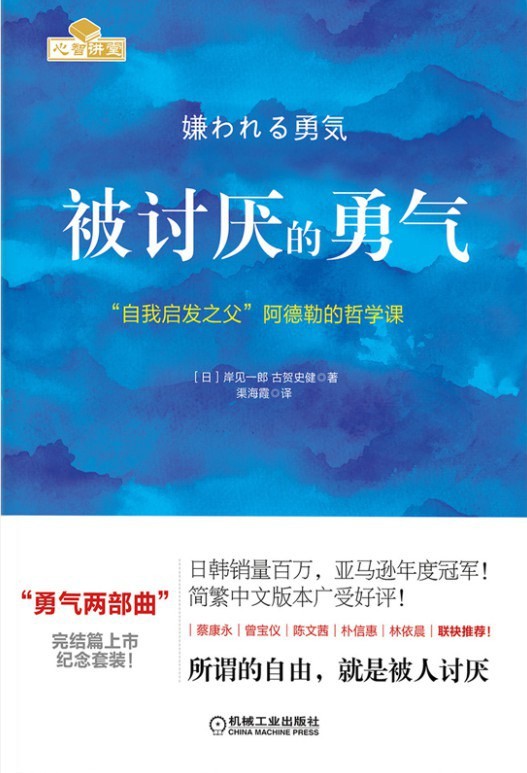 心智讲堂
嫌われる勇気
被讨厌的勇气
“自我启发之父”阿德勒的哲学课
［日］岸见一郎 古贺史健◎著
渠海霞◎译
“勇气两部曲”
完结篇上市
纪念套装！
日韩销量百万，亚马逊年度冠军！
简繁中文版本广受好评！
|蔡康永|曾宝仪|陈文茜|朴信惠|林依晨|联袂推荐！
所谓的自由，就是被人讨厌
机械工业出版社
CHINA MACHINE PRESS